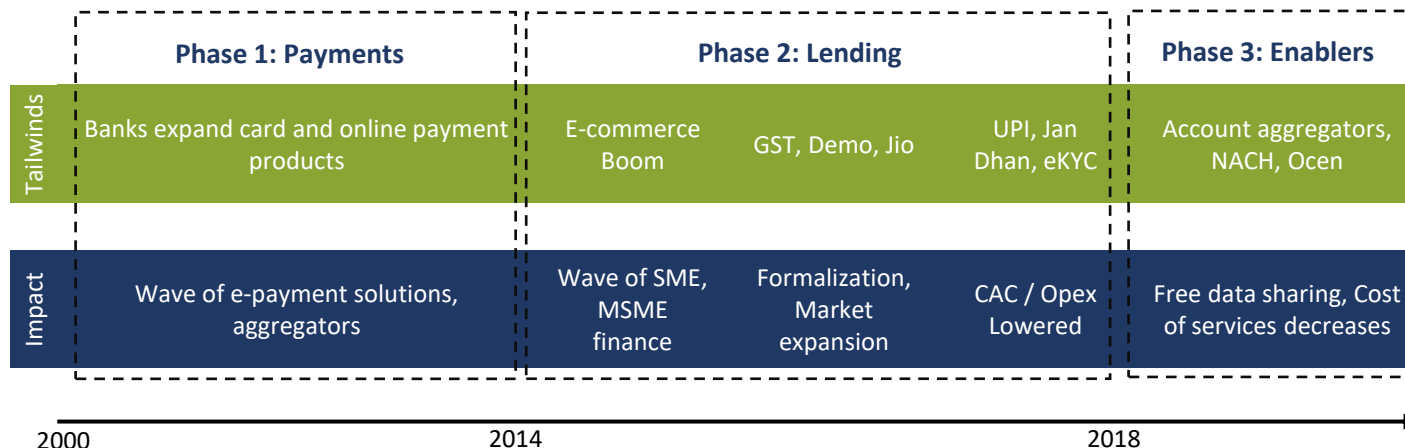 Phase 1: Payments
Phase 2: Lending
Phase 3: Enablers
Tailwinds
Banks expand card and online payment
products
E-commerce
Boom
GST, Demo, Jio
UPI, Jan
Dhan, eKYC
Account aggregators,
NACH, Ocen
Impact
Wave of e-payment solutions,
aggregators
Wave of SME,
MSME
finance
Formalization,
Market
expansion
CAC / Opex
Lowered
Free data sharing, Cost
of services decreases
2000
2014
2018